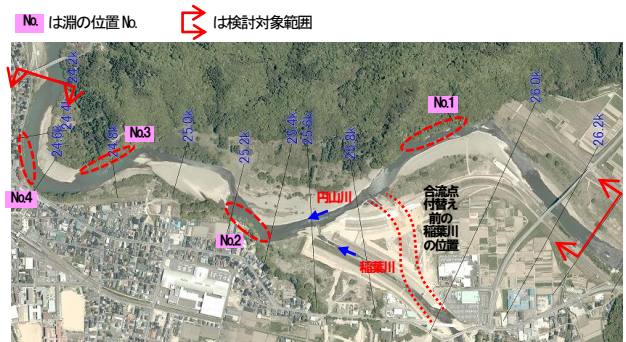 No. は淵の位置No.
は検討対象範囲
24.2k
24.4k
24.6k
24.8k
25.0k
25.2k
25.4k
25.6k
25.8k
26.0k
26.2k
No.1
No.3
No.4
No.2
円山川
稲葉川
合流点
付替え
前の
稲葉川
の位置